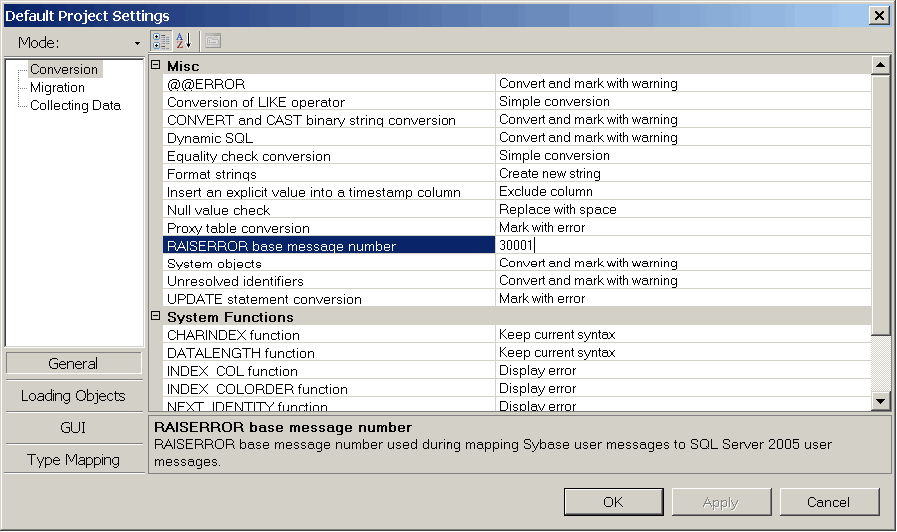 Default Project Settings
Mode:
Conversion
Migration
Collecting Data
General
Loading Objects
GUI
Type Mapping
Misc
@@ERROR Convert and mark with warning
Conversion of LIKE operator Simple conversion
CONVERT and CAST binary string conversion Convert and mark with warning
Dynamic SQL Convert and mark with warning
Equality check conversion Simple conversion
Format strings Create new string
Insert an explicit value into a timestamp column Exclude column
Null value check Replace with space
Proxy table conversion Mark with error
RAISERROR base message number 30001
System objects Convert and mark with warning
Unresolved identifiers Convert and mark with warning
UPDATE statement conversion Mark with error
System Functions
CHARINDEX function Keep current syntax
DATALENGTH function Keep current syntax
INDEX_COL function Display error
INDEX_COLORDER function Display error
NEXT_IDENTITY function Display error
RAISERROR base message number
RAISERROR base message number used during mapping Sybase user messages to SQL Server 2005 user
messages.
OK Apply Cancel